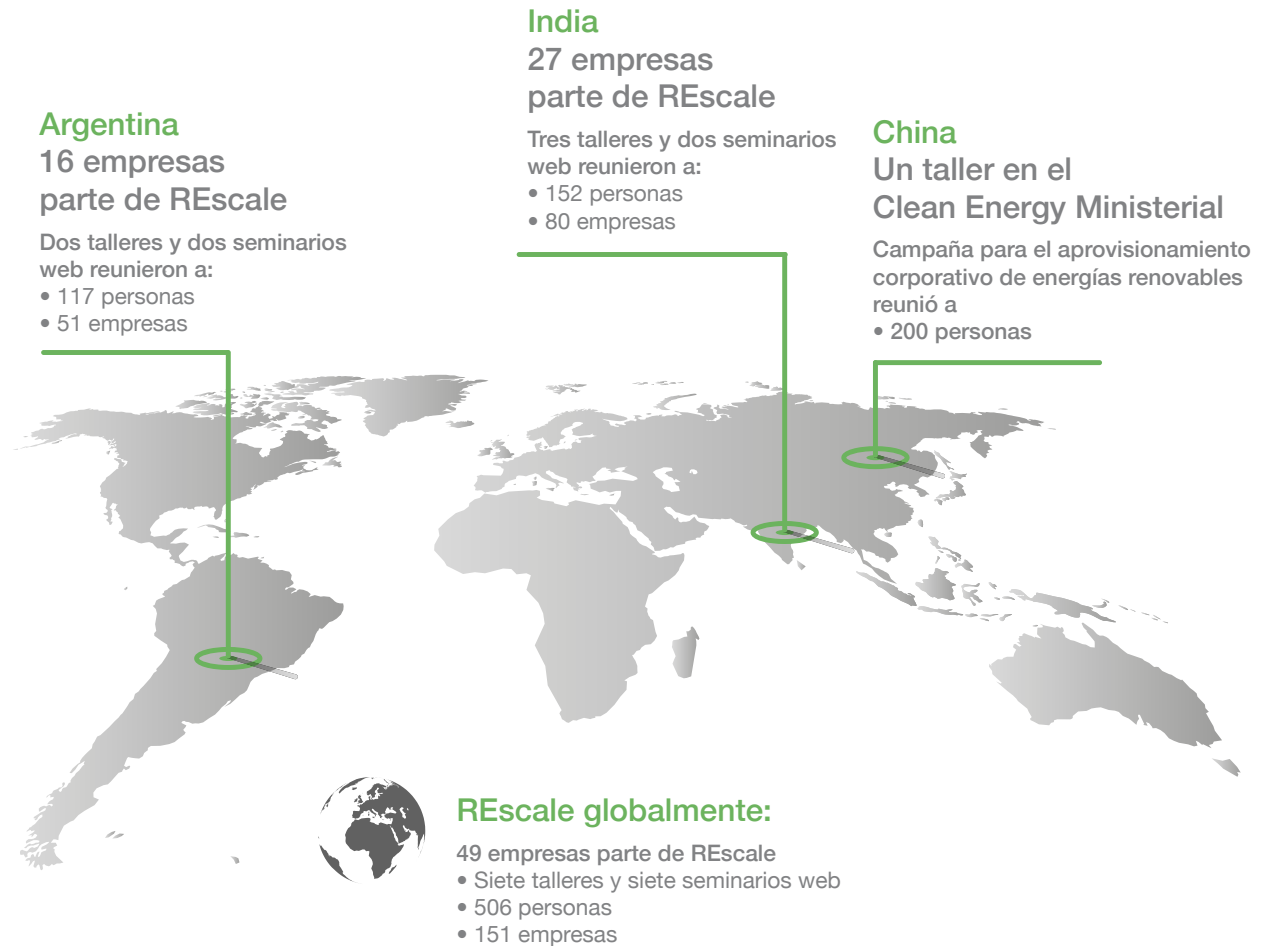 Argentina
16 empresas
parte de REscale
Dos talleres y dos seminarios
web reunieron a:
• 117 personas
• 51 empresas
India
27 empresas
parte de REscale
Tres talleres y dos seminarios
web reunieron a:
• 152 personas
• 80 empresas
China
Un taller en el
Clean Energy Ministerial
Campaña para el aprovisionamiento
corporativo de energías renovables
reunió a
• 200 personas
REscale globalmente:
49 empresas parte de REscale
• Siete talleres y siete seminarios web
• 506 personas
• 151 empresas